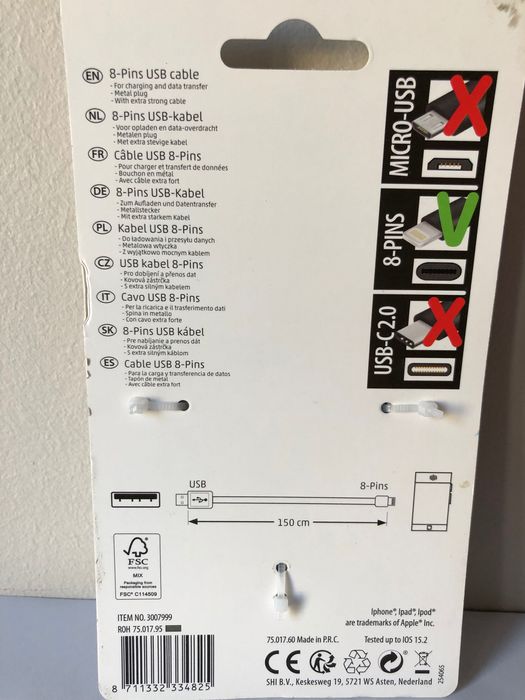 EN 8-Pins USB cable
- For charging and data transfer
- Metal plug
- With extra strong cable
NL 8-Pins USB-kabel
- Voor opladen en data-overdracht
- Metalen plug
- Met extra stevige kabel
FR Câble USB 8-Pins
- Pour charger et transfert de données
- Bouchon en métal
- Avec câble extra fort
DE 8-Pins USB-Kabel
- Zum Aufladen und Datentransfer
- Metallstecker
- Mit extra starkem Kabel
PL Kabel USB 8-Pins
- Do ładowania i przesyłu danych
- Metalowa wtyczka
- Z wyjątkowo mocnym kablem
CZ USB kabel 8-Pins
- Pro dobíjení a přenos dat
- Kovová zástrčka
- S extra silným kabelem
IT Cavo USB 8-Pins
- Per la ricarica e il trasferimento dati
- Spina in metallo
- Con cavo extra forte
SK 8-Pins USB kábel
- Pre nabíjanie a prenos dát
- Kovová zástrčka
- S extra silným káblom
ES Cable USB 8-Pins
- Para la carga y transferencia de datos
- Tapón de metal
- Avec câble extra fort
MICRO-USB
8-PINS
USB-C2.0
USB 8-Pins
150 cm
FSC
www.fsc.org
MIX
Packaging from
responsible sources
FSC® C114509
ITEM NO. 3007999
ROH 75.017.95
8 711332 334825
Iphone®, Ipad®, Ipod®
are trademarks of Apple® Inc.
75.017.60 Made in P.R.C. Tested up to IOS 15.2
CE
SHI B.V., Keskesweg 19, 5721 WS Asten, Nederland
254065